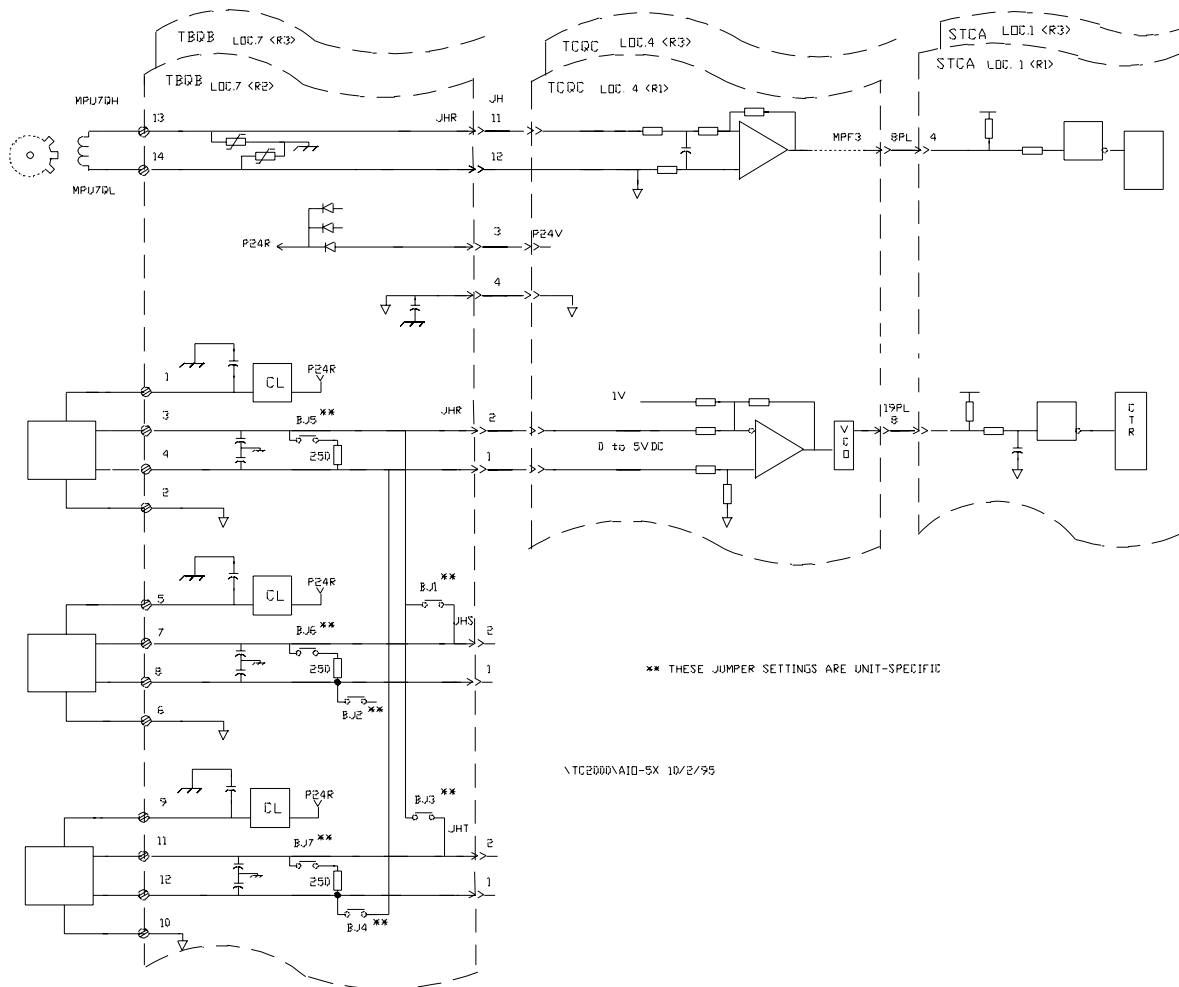 TBQB LOC.7 <R3>
TCQC LOC.4 <R3>
STCA LOC.1 <R3>
TBQB LOC.7 <R2>
TCQC LOC. 4 <R1>
STCA LOC. 1 <R1>
MPU7QH
13
JHR
JH
11
14
12
MPF3
8PL
4
MPU7QL
P24R
3
P24V
4
1
CL
P24R
3
BJ5 **
JHR
2
1V
19PL
8
0 to 5VDC
VCO
CTR
4
250
1
2
5
CL
P24R
BJ1 **
7
BJ6 **
JHS
2
8
250
1
** THESE JUMPER SETTINGS ARE UNIT-SPECIFIC
6
BJ2 **
\TC2000\AIO-5X 10/2/95
9
CL
P24R
BJ3 **
11
BJ7 **
JHT
2
12
250
1
10
BJ4 **